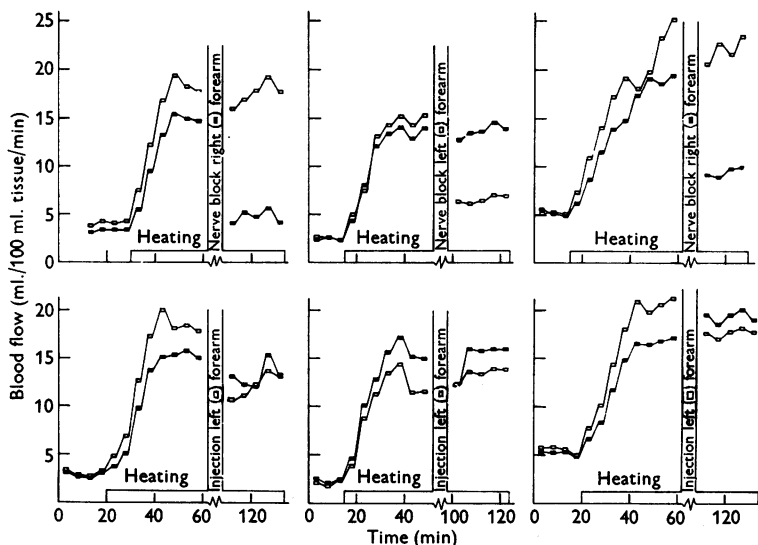 Blood flow (ml./100 ml. tissue/min)
25
20
15
10
5
0
Heating
Nerve block right (■) forearm
Heating
Nerve block left (□) forearm
Heating
Nerve block right (■) forearm
20
15
10
5
0
Heating
Injection left (□) forearm
Heating
Injection left (■) forearm
Heating
Injection left (□) forearm
0 20 40 60 120 0 20 40 100 120 0 20 40 60 120
Time (min)